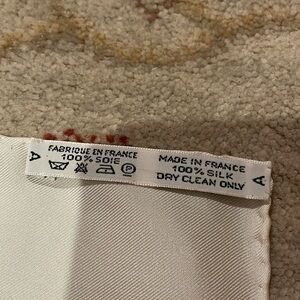 A
FABRIQUE EN FRANCE
100% SOIE
P
MADE IN FRANCE
100% SILK
DRY CLEAN ONLY
A